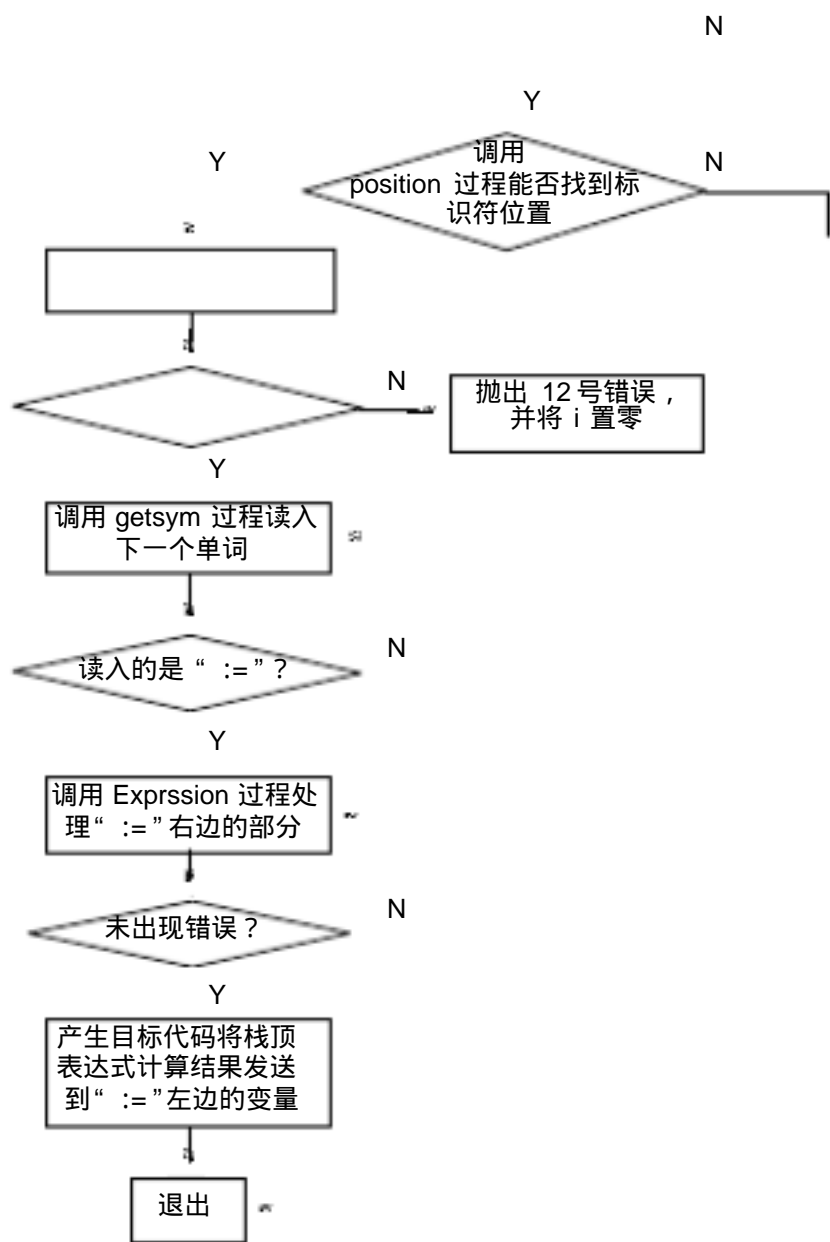 N
Y
Y
调用
N
position 过程能否找到标
识符位置
N
抛出 12 号错误，
并将 i 置零
Y
调用 getsym 过程读入
下一个单词
N
读入的是“ :=”？
Y
调用 Exprssion 过程处
理“ :=”右边的部分
N
未出现错误？
Y
产生目标代码将栈顶
表达式计算结果发送
到“ :=”左边的变量
退出